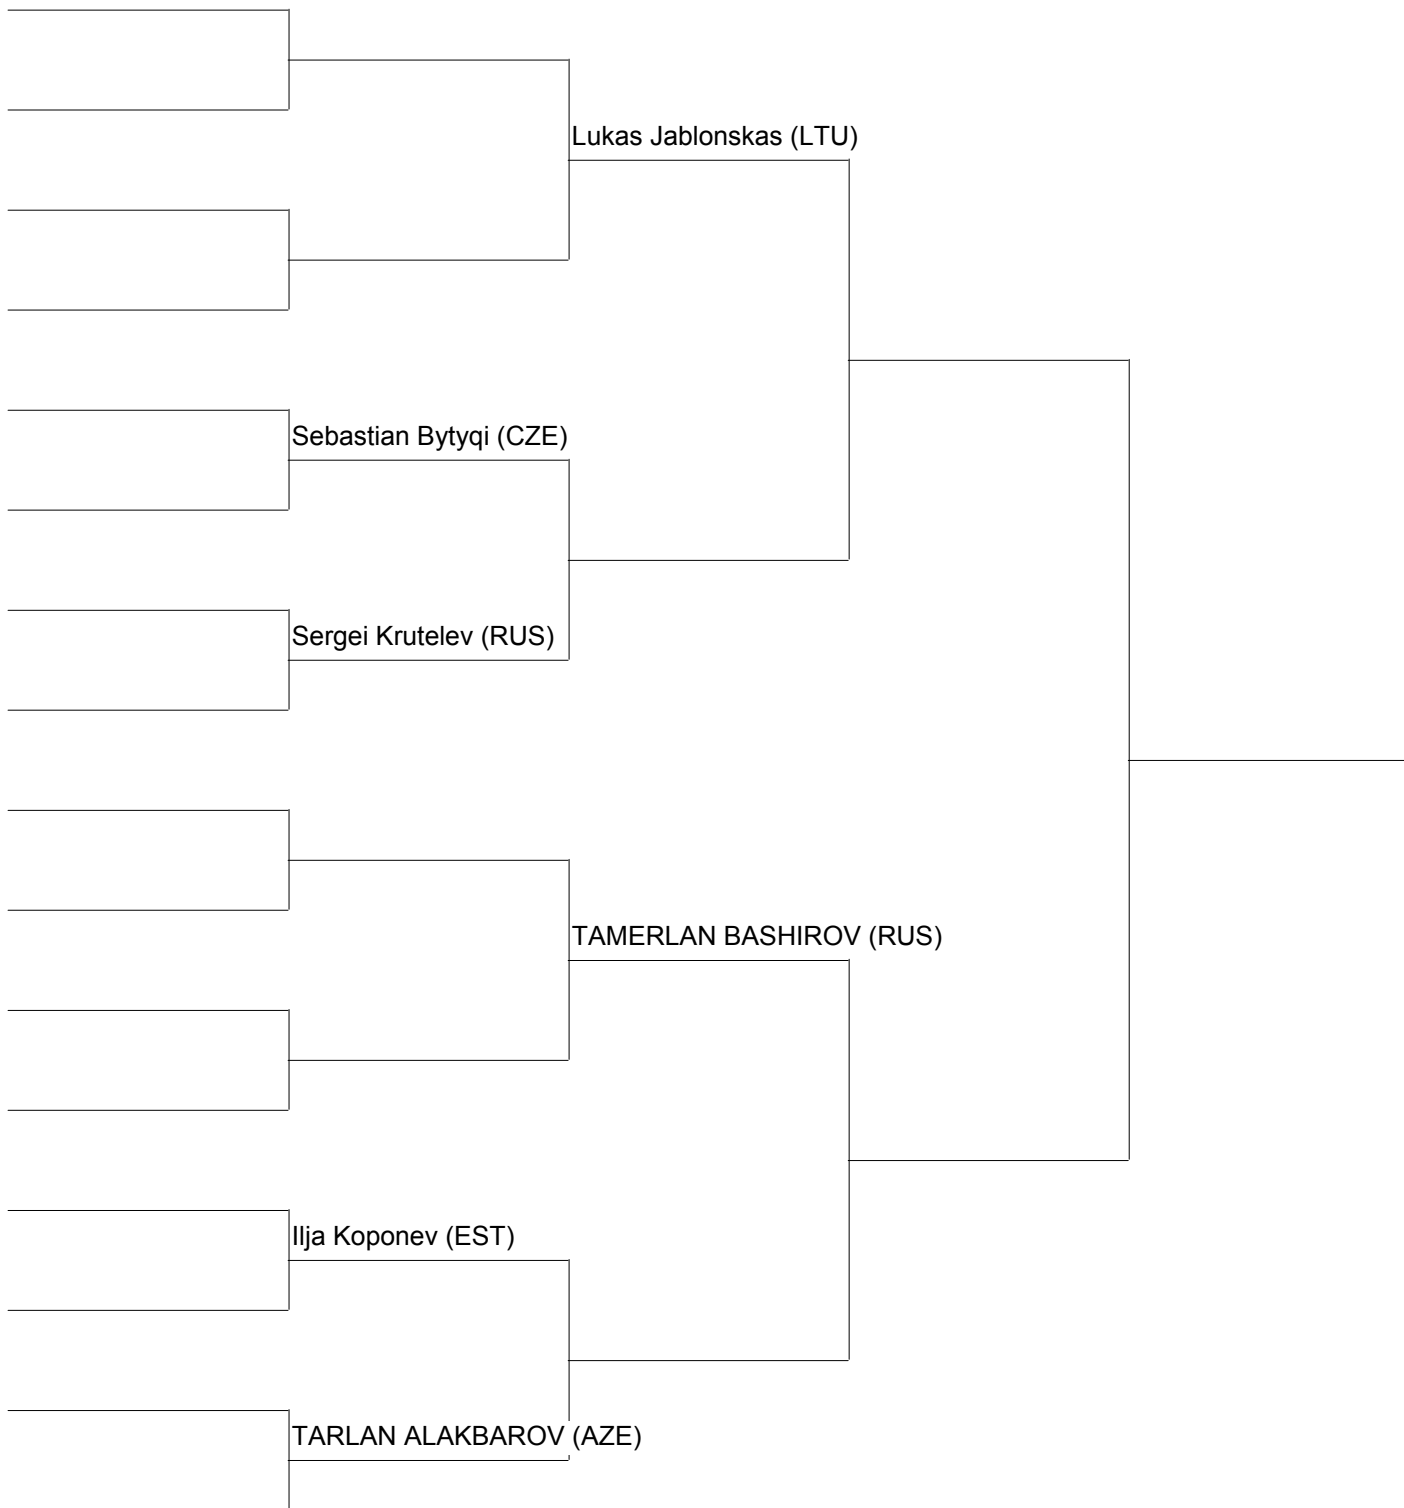 Lukas Jablonskas (LTU)
Sebastian Bytyqi (CZE)
Sergei Krutelev (RUS)
TAMERLAN BASHIROV (RUS)
Ilja Koponev (EST)
TARLAN ALAKBAROV (AZE)